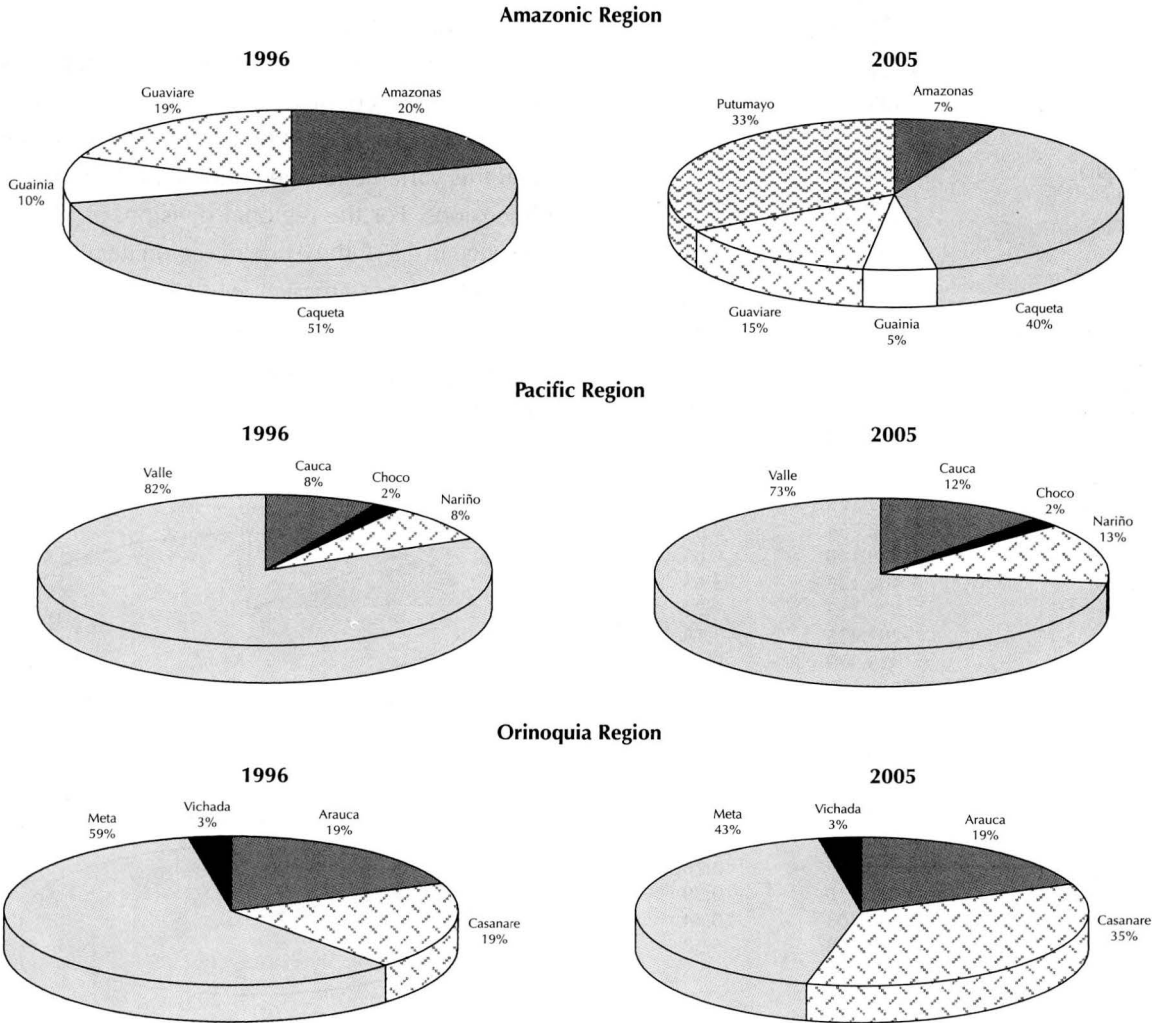 Amazonic Region
1996
Guaviare
19%
Amazonas
20%
Guainia
10%
Caqueta
51%
2005
Putumayo
33%
Amazonas
7%
Guaviare
15%
Guainia
5%
Caqueta
40%
Pacific Region
1996
Valle
82%
Cauca
8%
Choco
2%
Nariño
8%
2005
Valle
73%
Cauca
12%
Choco
2%
Nariño
13%
Orinoquia Region
1996
Meta
59%
Vichada
3%
Arauca
19%
Casanare
19%
2005
Meta
43%
Vichada
3%
Arauca
19%
Casanare
35%